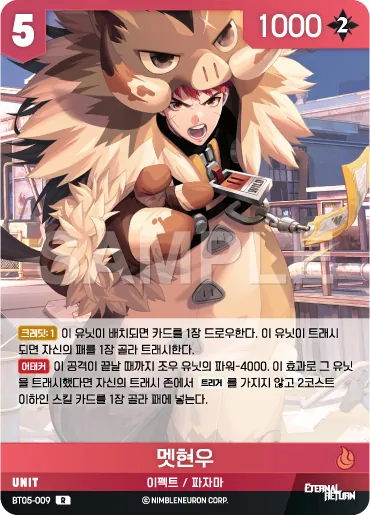 5
1000 2
SAMPLE
크레딧:1 이 유닛이 배치되면 카드를 1장 드로우한다. 이 유닛이 트래시
되면 자신의 패를 1장 골라 트래시한다.
어태커 이 공격이 끝날 때까지 조우 유닛의 파워-4000. 이 효과로 그 유닛
을 트래시했다면 자신의 트래시 존에서 트리거 를 가지지 않고 2코스트
이하인 스킬 카드를 1장 골라 패에 넣는다.
멧현우
UNIT
이펙트 / 파자마
BT05-009 R
© NIMBLENEURON CORP.
ETERNAL
RETURN